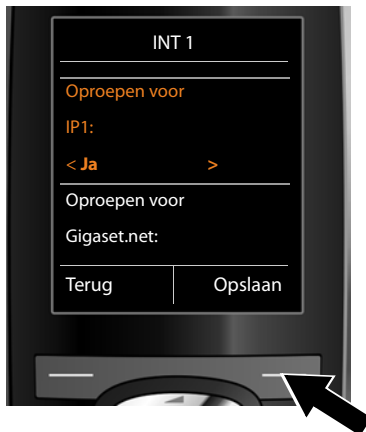 INT 1
Oproepen voor
IP1:
< Ja >
Oproepen voor
Gigaset.net:
Terug Opslaan